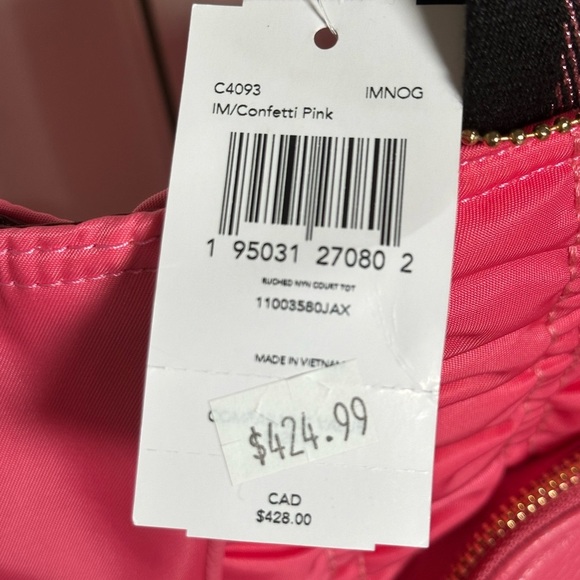 C4093 IMNOG
IM/Confetti Pink
1 95031 27080 2
RUCHED NYN COURT TOT
11003580JAX
MADE IN VIETNAM
$424.99
CAD
$428.00